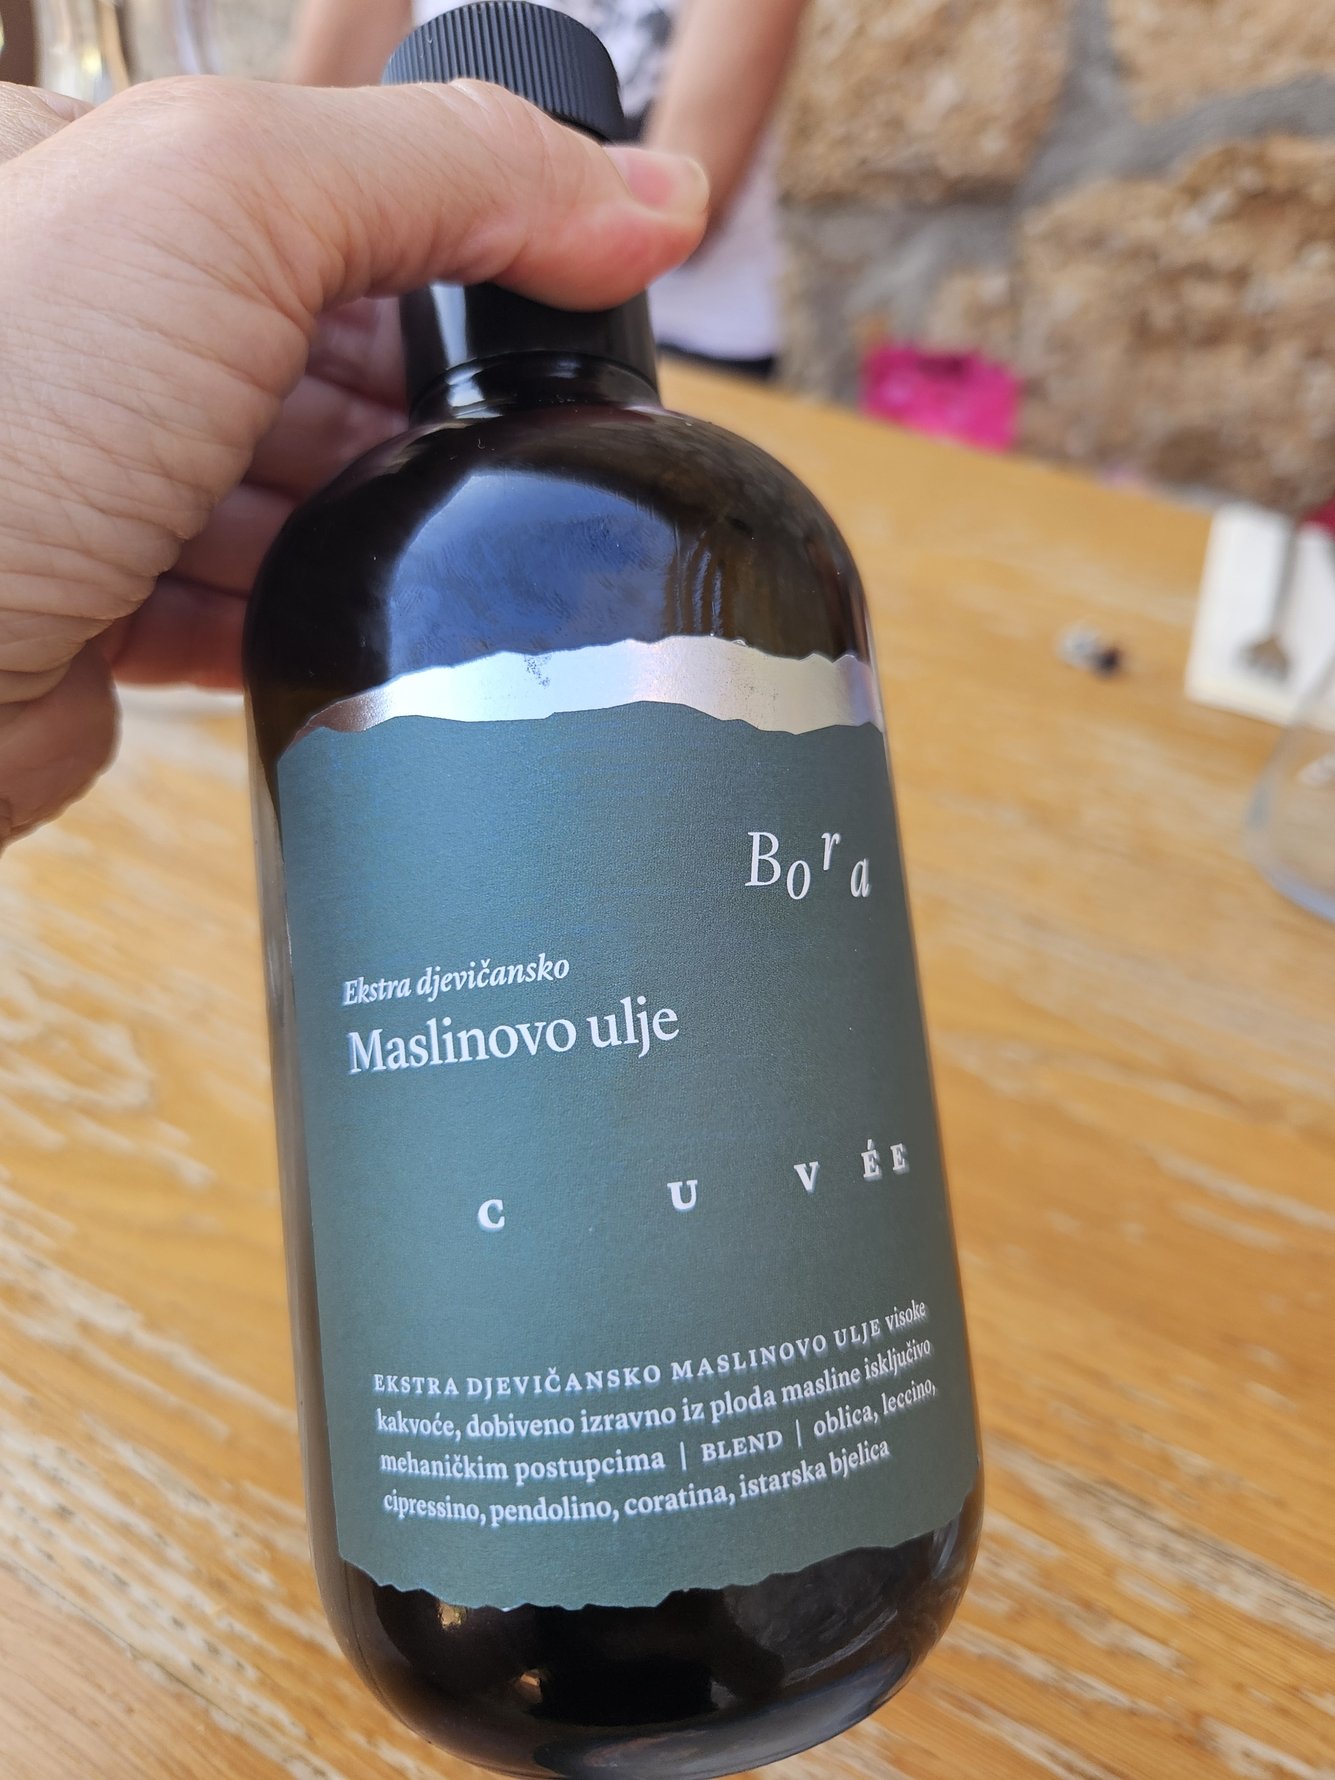 Bora
Ekstra djevičansko
Maslinovo ulje
CUVÉE
EKSTRA DJEVIČANSKO MASLINOVO ULJE visoke
kakvoće, dobiveno izravno iz ploda masline isključivo
mehaničkim postupcima | BLEND | oblica, leccino,
cipressino, pendolino, coratina, istarska bjelica